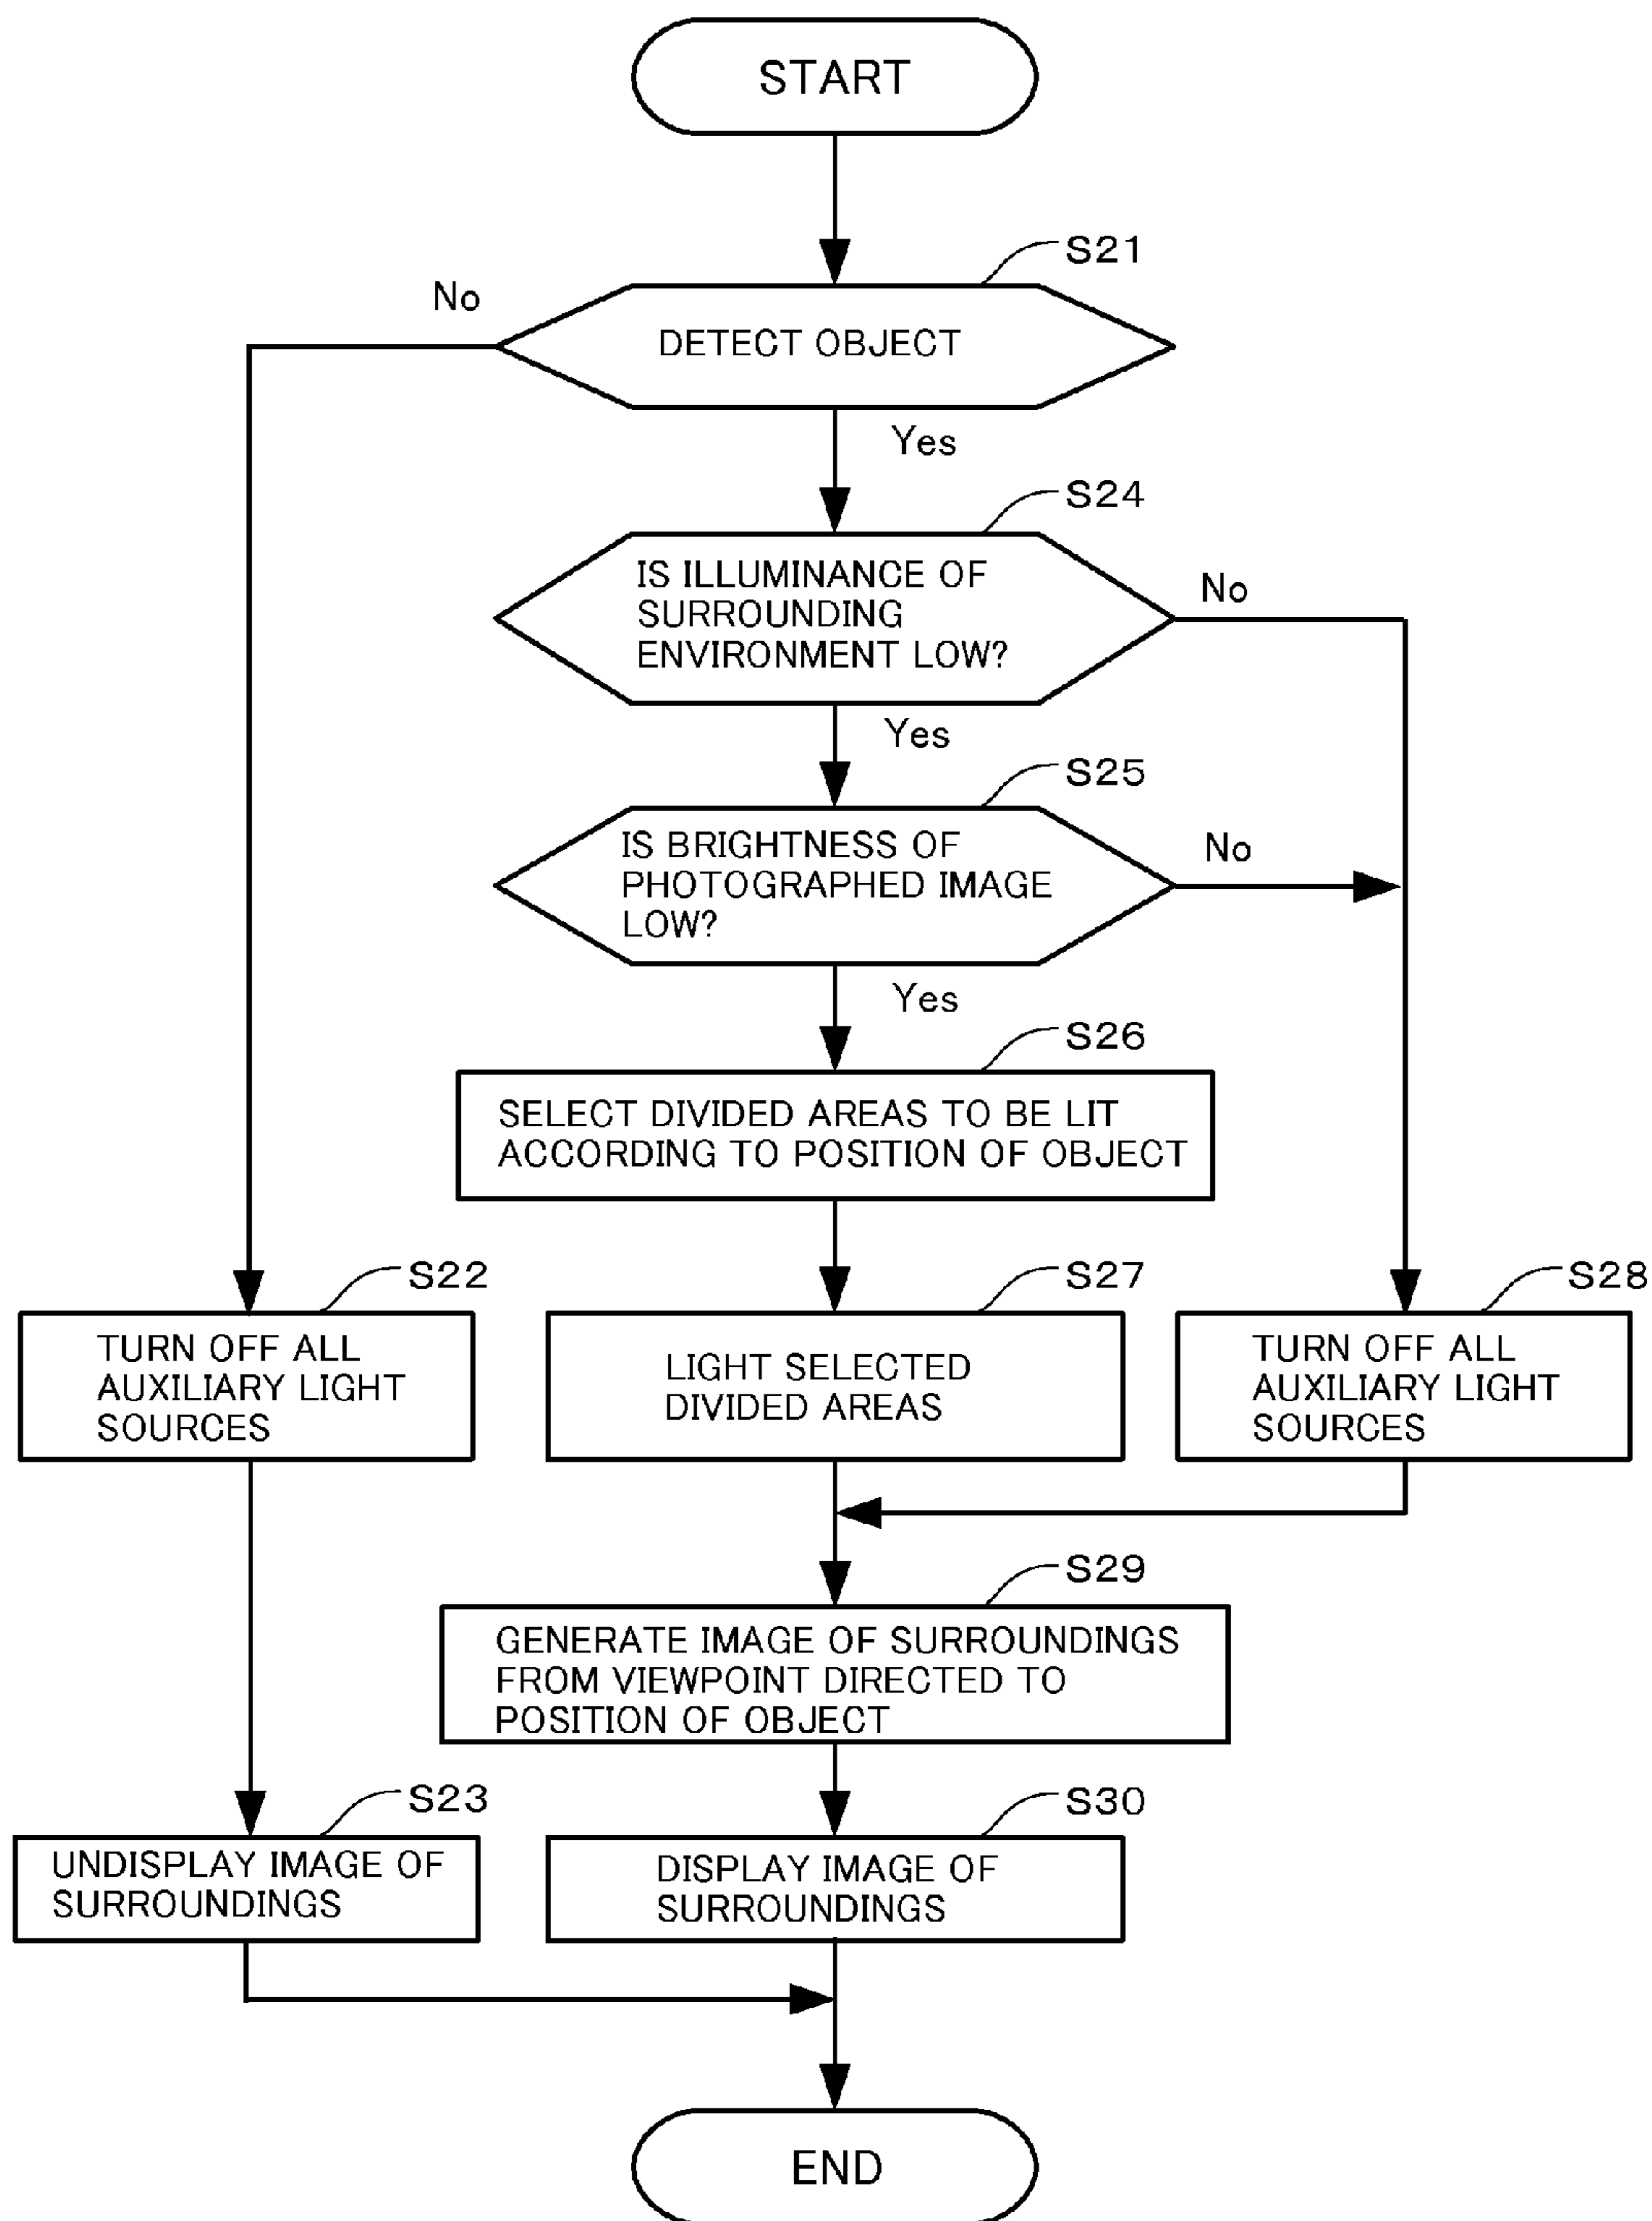 START
S21
No
DETECT OBJECT
Yes
S24
IS ILLUMINANCE OF
SURROUNDING
ENVIRONMENT LOW?
No
Yes
S25
IS BRIGHTNESS OF
PHOTOGRAPHED IMAGE
LOW?
No
Yes
S26
SELECT DIVIDED AREAS TO BE LIT
ACCORDING TO POSITION OF OBJECT
S22
TURN OFF ALL
AUXILIARY LIGHT
SOURCES
S27
LIGHT SELECTED
DIVIDED AREAS
S28
TURN OFF ALL
AUXILIARY LIGHT
SOURCES
S29
GENERATE IMAGE OF SURROUNDINGS
FROM VIEWPOINT DIRECTED TO
POSITION OF OBJECT
S23
UNDISPLAY IMAGE OF
SURROUNDINGS
S30
DISPLAY IMAGE OF
SURROUNDINGS
END